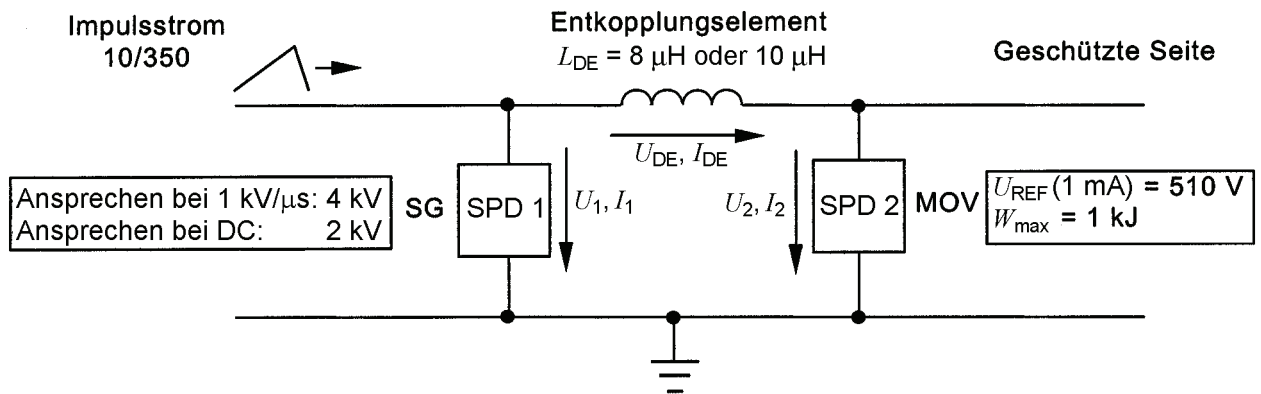 Impulsstrom
10/350
Entkopplungselement
L_DE = 8 μH oder 10 μH
Geschützte Seite
U_DE, I_DE
Ansprechen bei 1 kV/μs: 4 kV
Ansprechen bei DC: 2 kV
SG
SPD 1
U_1, I_1
U_2, I_2
SPD 2
MOV
U_REF (1 mA) = 510 V
W_max = 1 kJ